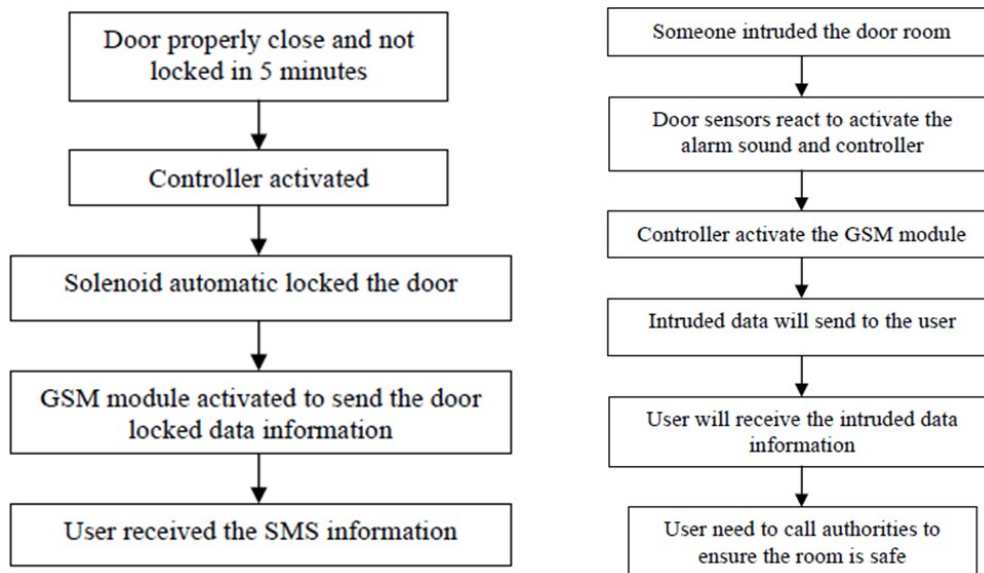 Door properly close and not
locked in 5 minutes
Controller activated
Solenoid automatic locked the door
GSM module activated to send the door
locked data information
User received the SMS information
Someone intruded the door room
Door sensors react to activate the
alarm sound and controller
Controller activate the GSM module
Intruded data will send to the user
User will receive the intruded data
information
User need to call authorities to
ensure the room is safe